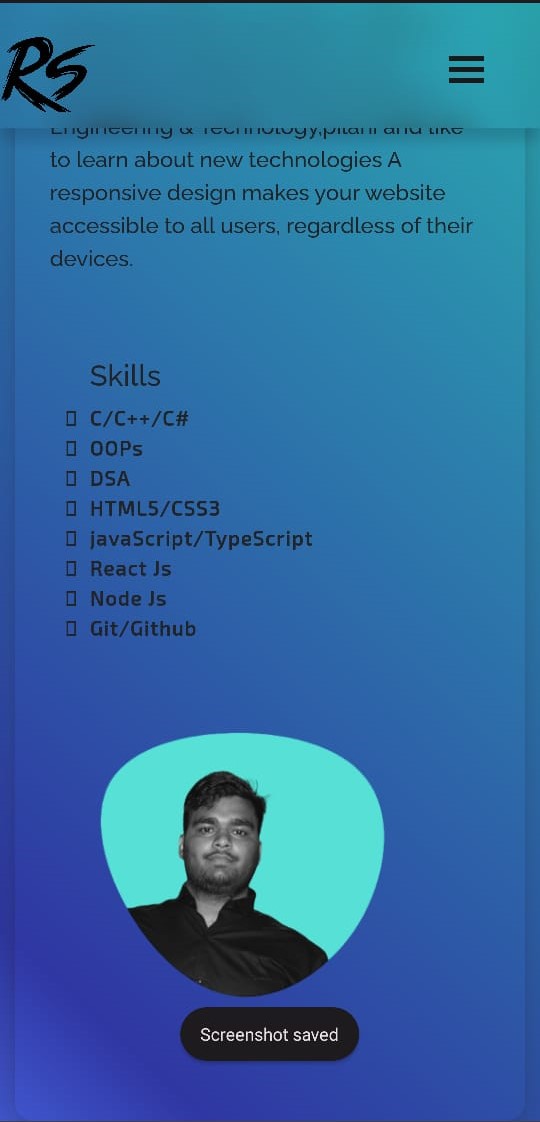 RS
Engineering & Technology,pilani and like
to learn about new technologies A
responsive design makes your website
accessible to all users, regardless of their
devices.
Skills
C/C++/C#
OOPs
DSA
HTML5/CSS3
javaScript/TypeScript
React Js
Node Js
Git/Github
Screenshot saved